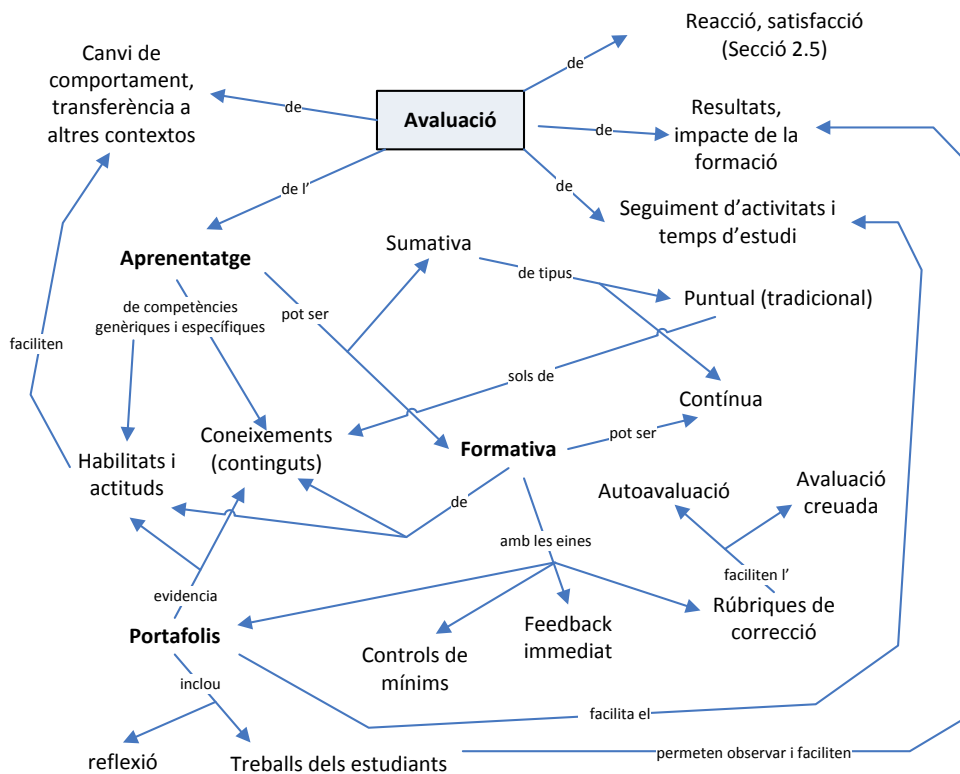 Reacció, satisfacció
(Secció 2.5)
Canvi de
comportament,
transferència a
altres contextos
de
de
Avaluació
de
Resultats,
impacte de la
formació
de l’
de
Seguiment d’activitats i
temps d’estudi
Sumativa
Aprenentatge
de tipus
Puntual (tradicional)
de competències
genèriques i específiques
pot ser
faciliten
sols de
Contínua
Coneixements
(continguts)
pot ser
Formativa
Habilitats i
actituds
de
Autoavaluació
Avaluació
creuada
amb les eines
faciliten l’
evidencia
Rúbriques de
correcció
Portafolis
Feedback
immediat
Controls de
mínims
inclou
facilita el
reflexió
Treballs dels estudiants
permeten observar i faciliten